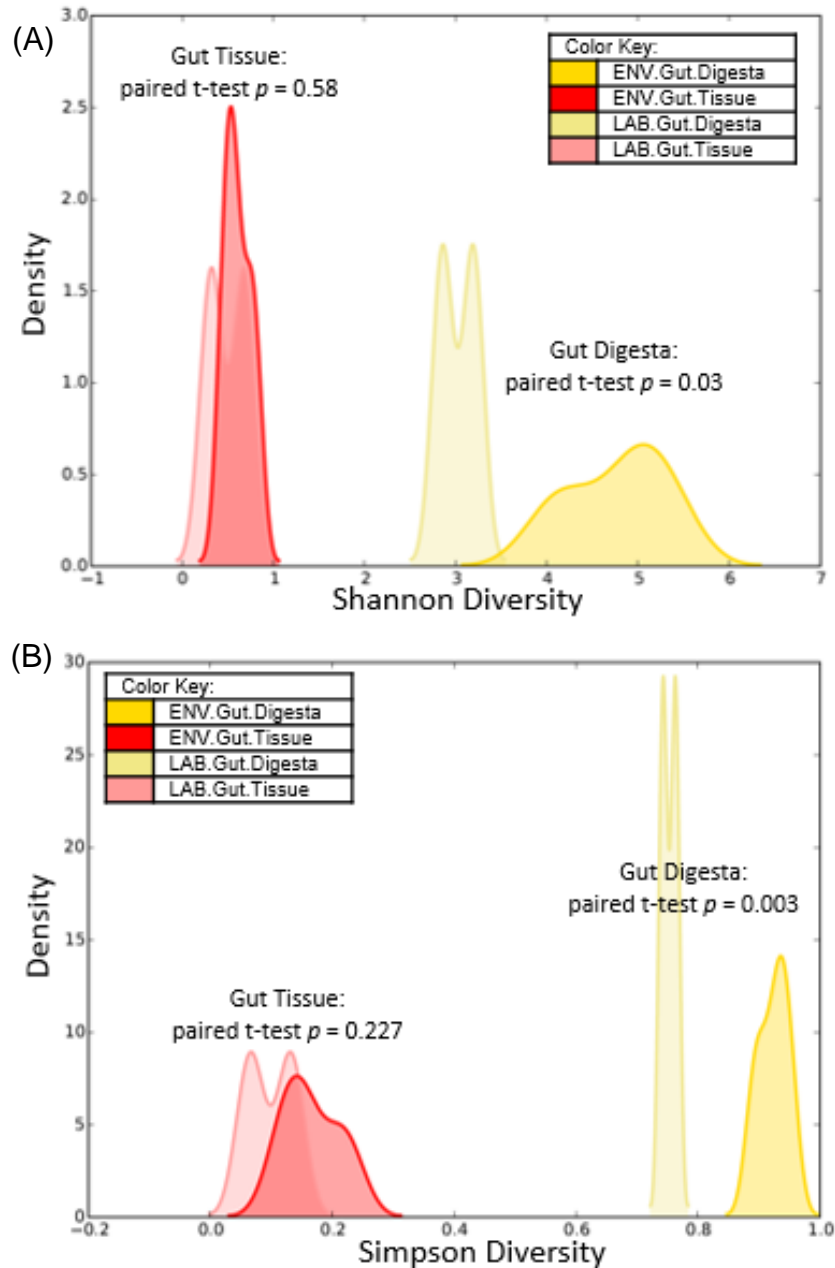 (A)
3.0
2.5
2.0
1.5
1.0
0.5
0.0
Density
Gut Tissue:
paired t-test p = 0.58
Color Key:
ENV.Gut.Digesta
ENV.Gut.Tissue
LAB.Gut.Digesta
LAB.Gut.Tissue
Gut Digesta:
paired t-test p = 0.03
−1 0 1 2 3 4 5 6 7
Shannon Diversity
(B)
30
25
20
15
10
5
0
Density
Color Key:
ENV.Gut.Digesta
ENV.Gut.Tissue
LAB.Gut.Digesta
LAB.Gut.Tissue
Gut Digesta:
paired t-test p = 0.003
Gut Tissue:
paired t-test p = 0.227
−0.2 0.0 0.2 0.4 0.6 0.8 1.0
Simpson Diversity